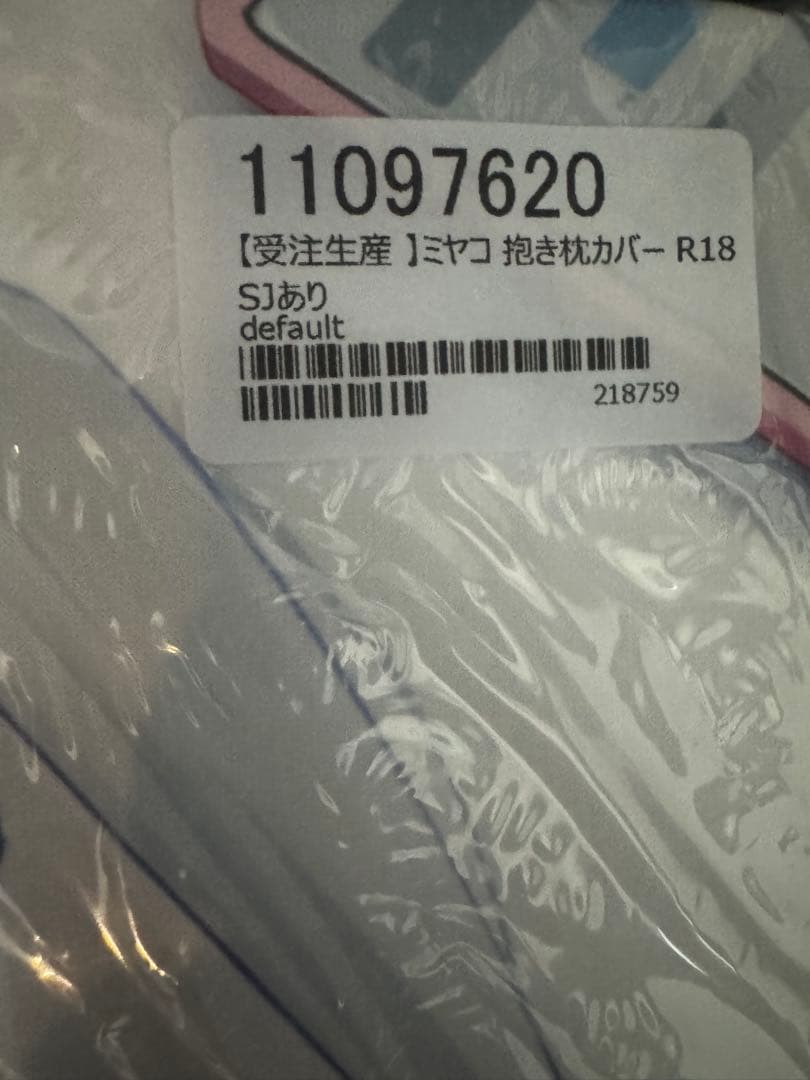 11097620
【受注生産 】ミヤコ 抱き枕カバー R18
SJあり
default
218759